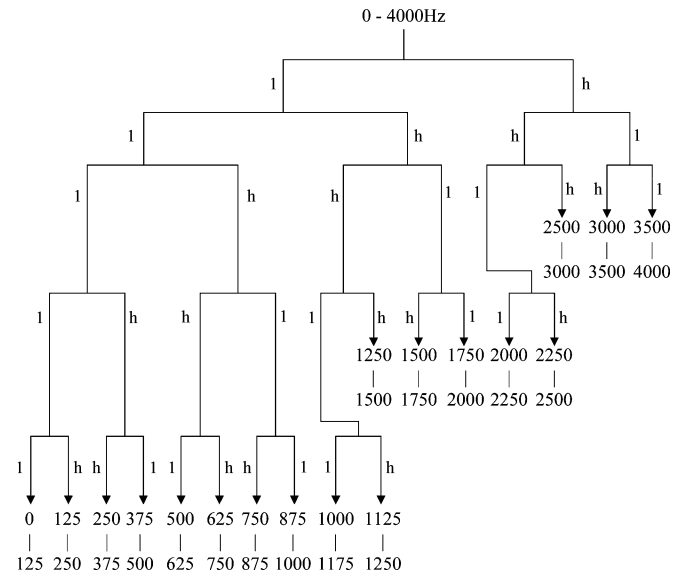 0 - 4000Hz
l h
l h h l
l h h l l h h l
2500 3000 3500
3000 3500 4000
l h h l l h h l l h
1250 1500 1750 2000 2250
1500 1750 2000 2250 2500
l h h l l h h l l h
0 125 250 375 500 625 750 875 1000 1125
125 250 375 500 625 750 875 1000 1175 1250